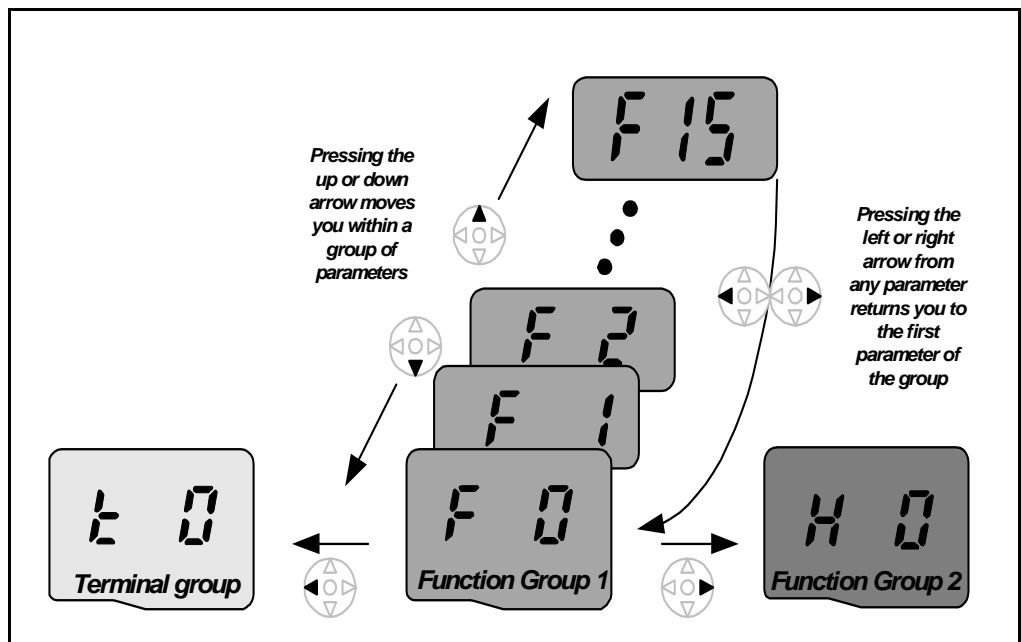 F 15
Pressing the
up or down
arrow moves
you within a
group of
parameters
Pressing the
left or right
arrow from
any parameter
returns you to
the first
parameter of
the group
F 2
F 1
t 0
Terminal group
F 0
Function Group 1
H 0
Function Group 2